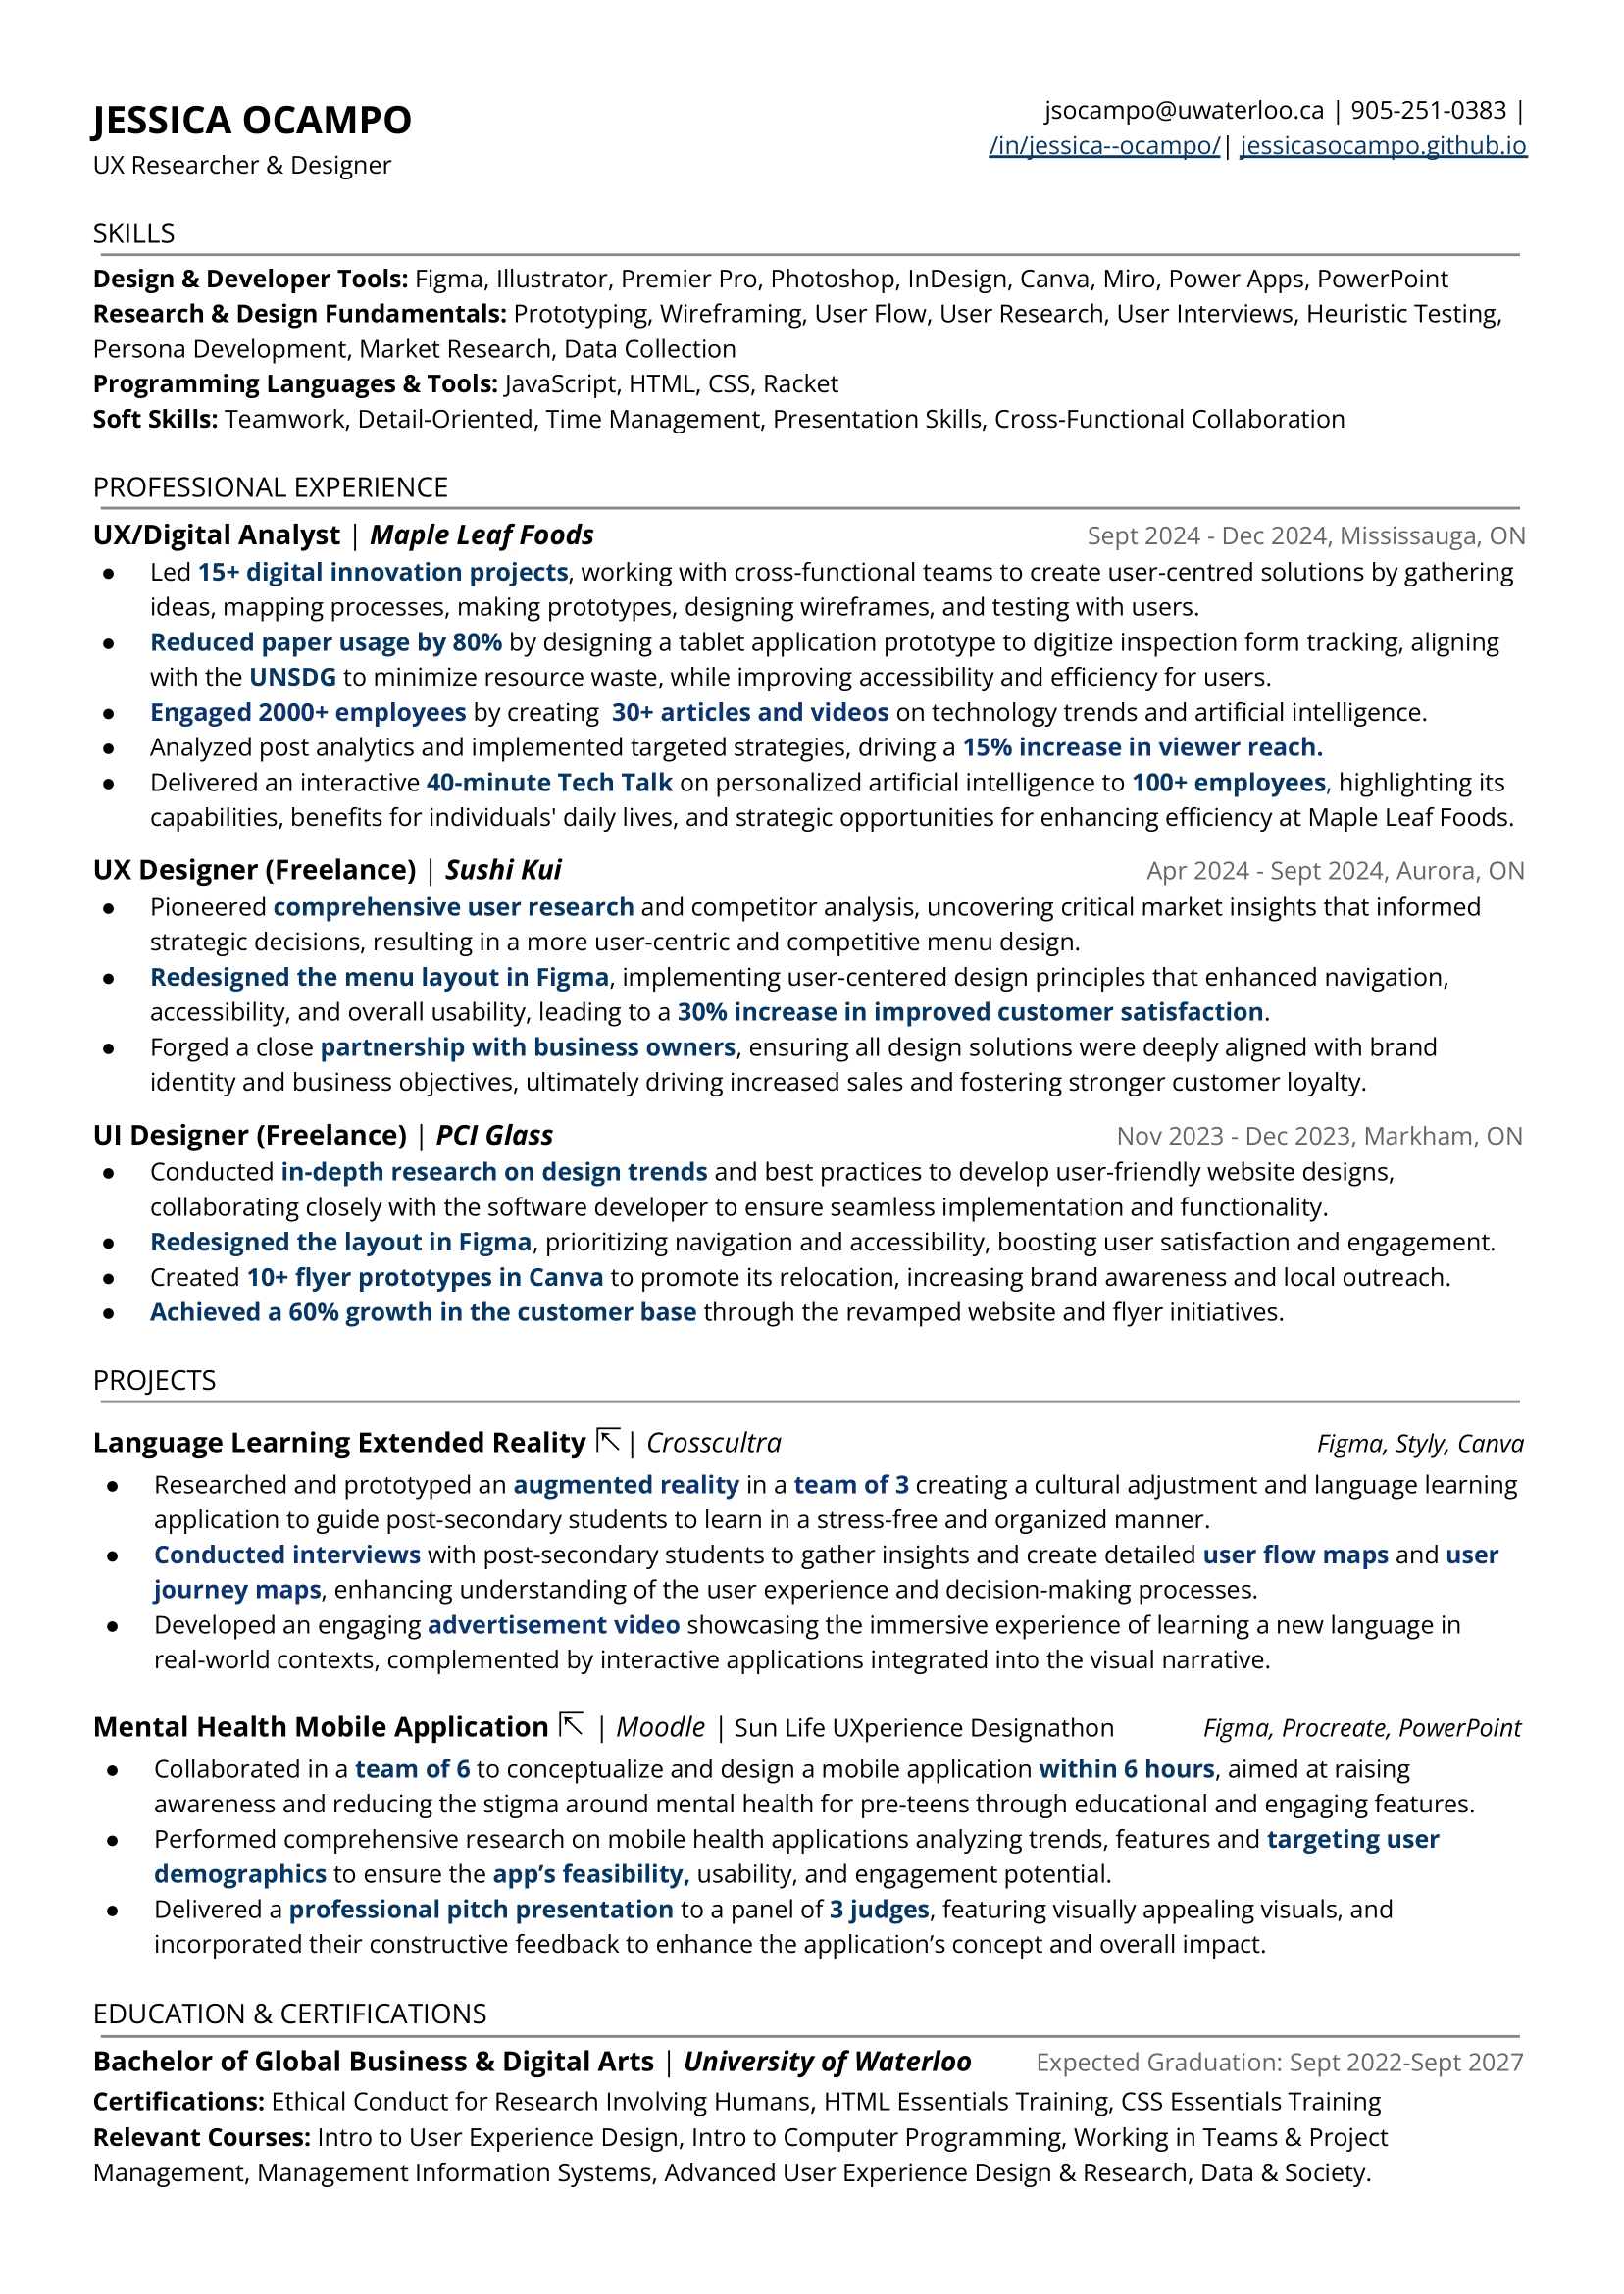 JESSICA OCAMPO
UX Researcher & Designer
jsocampo@uwaterloo.ca | 905-251-0383 |
/in/jessica--ocampo/| jessicasocampo.github.io
SKILLS
Design & Developer Tools: Figma, Illustrator, Premier Pro, Photoshop, InDesign, Canva, Miro, Power Apps, PowerPoint
Research & Design Fundamentals: Prototyping, Wireframing, User Flow, User Research, User Interviews, Heuristic Testing,
Persona Development, Market Research, Data Collection
Programming Languages & Tools: JavaScript, HTML, CSS, Racket
Soft Skills: Teamwork, Detail-Oriented, Time Management, Presentation Skills, Cross-Functional Collaboration
PROFESSIONAL EXPERIENCE
UX/Digital Analyst | Maple Leaf Foods Sept 2024 - Dec 2024, Mississauga, ON
● Led 15+ digital innovation projects, working with cross-functional teams to create user-centred solutions by gathering
ideas, mapping processes, making prototypes, designing wireframes, and testing with users.
● Reduced paper usage by 80% by designing a tablet application prototype to digitize inspection form tracking, aligning
with the UNSDG to minimize resource waste, while improving accessibility and efficiency for users.
● Engaged 2000+ employees by creating 30+ articles and videos on technology trends and artificial intelligence.
● Analyzed post analytics and implemented targeted strategies, driving a 15% increase in viewer reach.
● Delivered an interactive 40-minute Tech Talk on personalized artificial intelligence to 100+ employees, highlighting its
capabilities, benefits for individuals' daily lives, and strategic opportunities for enhancing efficiency at Maple Leaf Foods.
UX Designer (Freelance) | Sushi Kui Apr 2024 - Sept 2024, Aurora, ON
● Pioneered comprehensive user research and competitor analysis, uncovering critical market insights that informed
strategic decisions, resulting in a more user-centric and competitive menu design.
● Redesigned the menu layout in Figma, implementing user-centered design principles that enhanced navigation,
accessibility, and overall usability, leading to a 30% increase in improved customer satisfaction.
● Forged a close partnership with business owners, ensuring all design solutions were deeply aligned with brand
identity and business objectives, ultimately driving increased sales and fostering stronger customer loyalty.
UI Designer (Freelance) | PCI Glass Nov 2023 - Dec 2023, Markham, ON
● Conducted in-depth research on design trends and best practices to develop user-friendly website designs,
collaborating closely with the software developer to ensure seamless implementation and functionality.
● Redesigned the layout in Figma, prioritizing navigation and accessibility, boosting user satisfaction and engagement.
● Created 10+ flyer prototypes in Canva to promote its relocation, increasing brand awareness and local outreach.
● Achieved a 60% growth in the customer base through the revamped website and flyer initiatives.
PROJECTS
Language Learning Extended Reality ⇱ | Crosscultra Figma, Styly, Canva
● Researched and prototyped an augmented reality in a team of 3 creating a cultural adjustment and language learning
application to guide post-secondary students to learn in a stress-free and organized manner.
● Conducted interviews with post-secondary students to gather insights and create detailed user flow maps and user
journey maps, enhancing understanding of the user experience and decision-making processes.
● Developed an engaging advertisement video showcasing the immersive experience of learning a new language in
real-world contexts, complemented by interactive applications integrated into the visual narrative.
Mental Health Mobile Application ⇱ | Moodle | Sun Life UXperience Designathon Figma, Procreate, PowerPoint
● Collaborated in a team of 6 to conceptualize and design a mobile application within 6 hours, aimed at raising
awareness and reducing the stigma around mental health for pre-teens through educational and engaging features.
● Performed comprehensive research on mobile health applications analyzing trends, features and targeting user
demographics to ensure the app’s feasibility, usability, and engagement potential.
● Delivered a professional pitch presentation to a panel of 3 judges, featuring visually appealing visuals, and
incorporated their constructive feedback to enhance the application’s concept and overall impact.
EDUCATION & CERTIFICATIONS
Bachelor of Global Business & Digital Arts | University of Waterloo Expected Graduation: Sept 2022-Sept 2027
Certifications: Ethical Conduct for Research Involving Humans, HTML Essentials Training, CSS Essentials Training
Relevant Courses: Intro to User Experience Design, Intro to Computer Programming, Working in Teams & Project
Management, Management Information Systems, Advanced User Experience Design & Research, Data & Society.